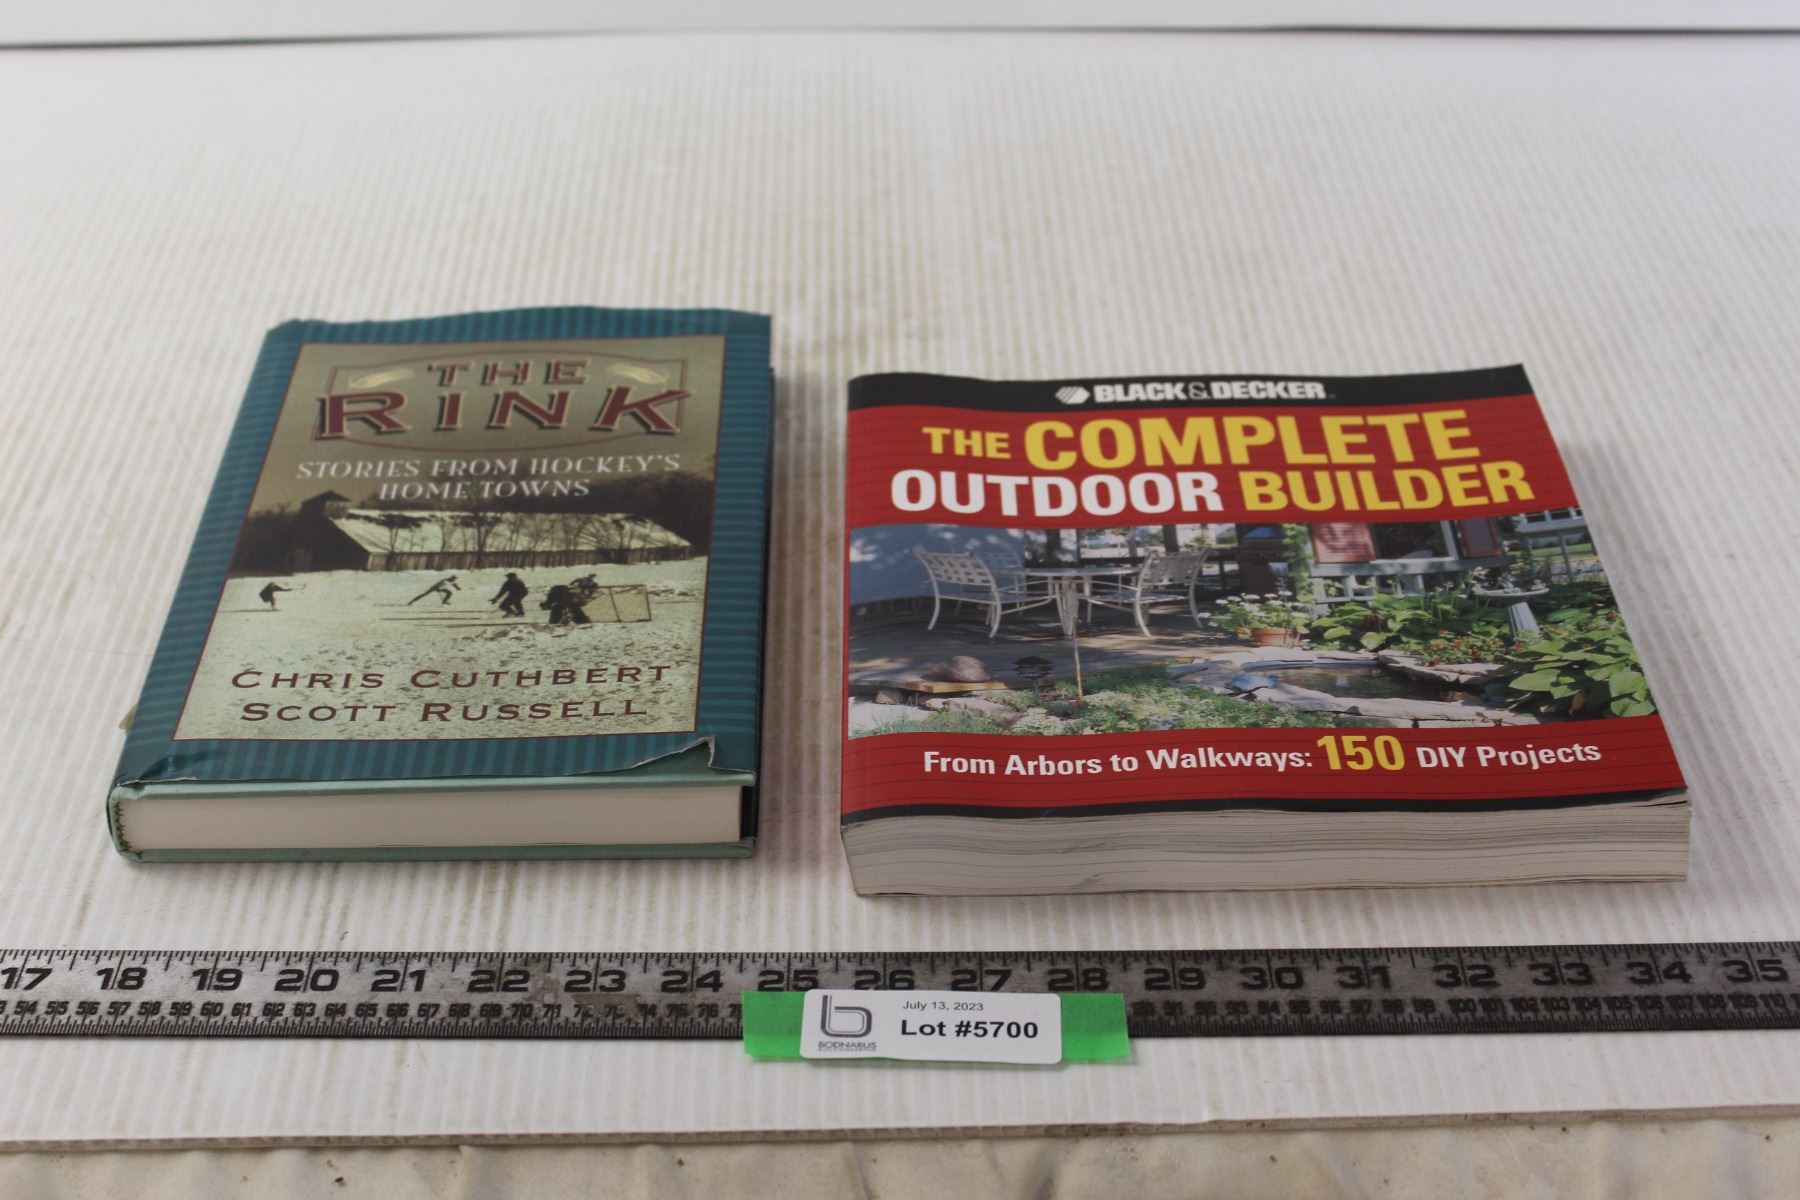 THE
RINK
STORIES FROM HOCKEY'S
HOME TOWNS
CHRIS CUTHBERT
SCOTT RUSSELL
BLACK & DECKER
THE COMPLETE
OUTDOOR BUILDER
From Arbors to Walkways: 150 DIY Projects
17 18 19 20 21 22 23 24 25 26 27 28 29 30 31 32 33 34 35
July 13, 2023
Lot #5700
b
BODNARUS